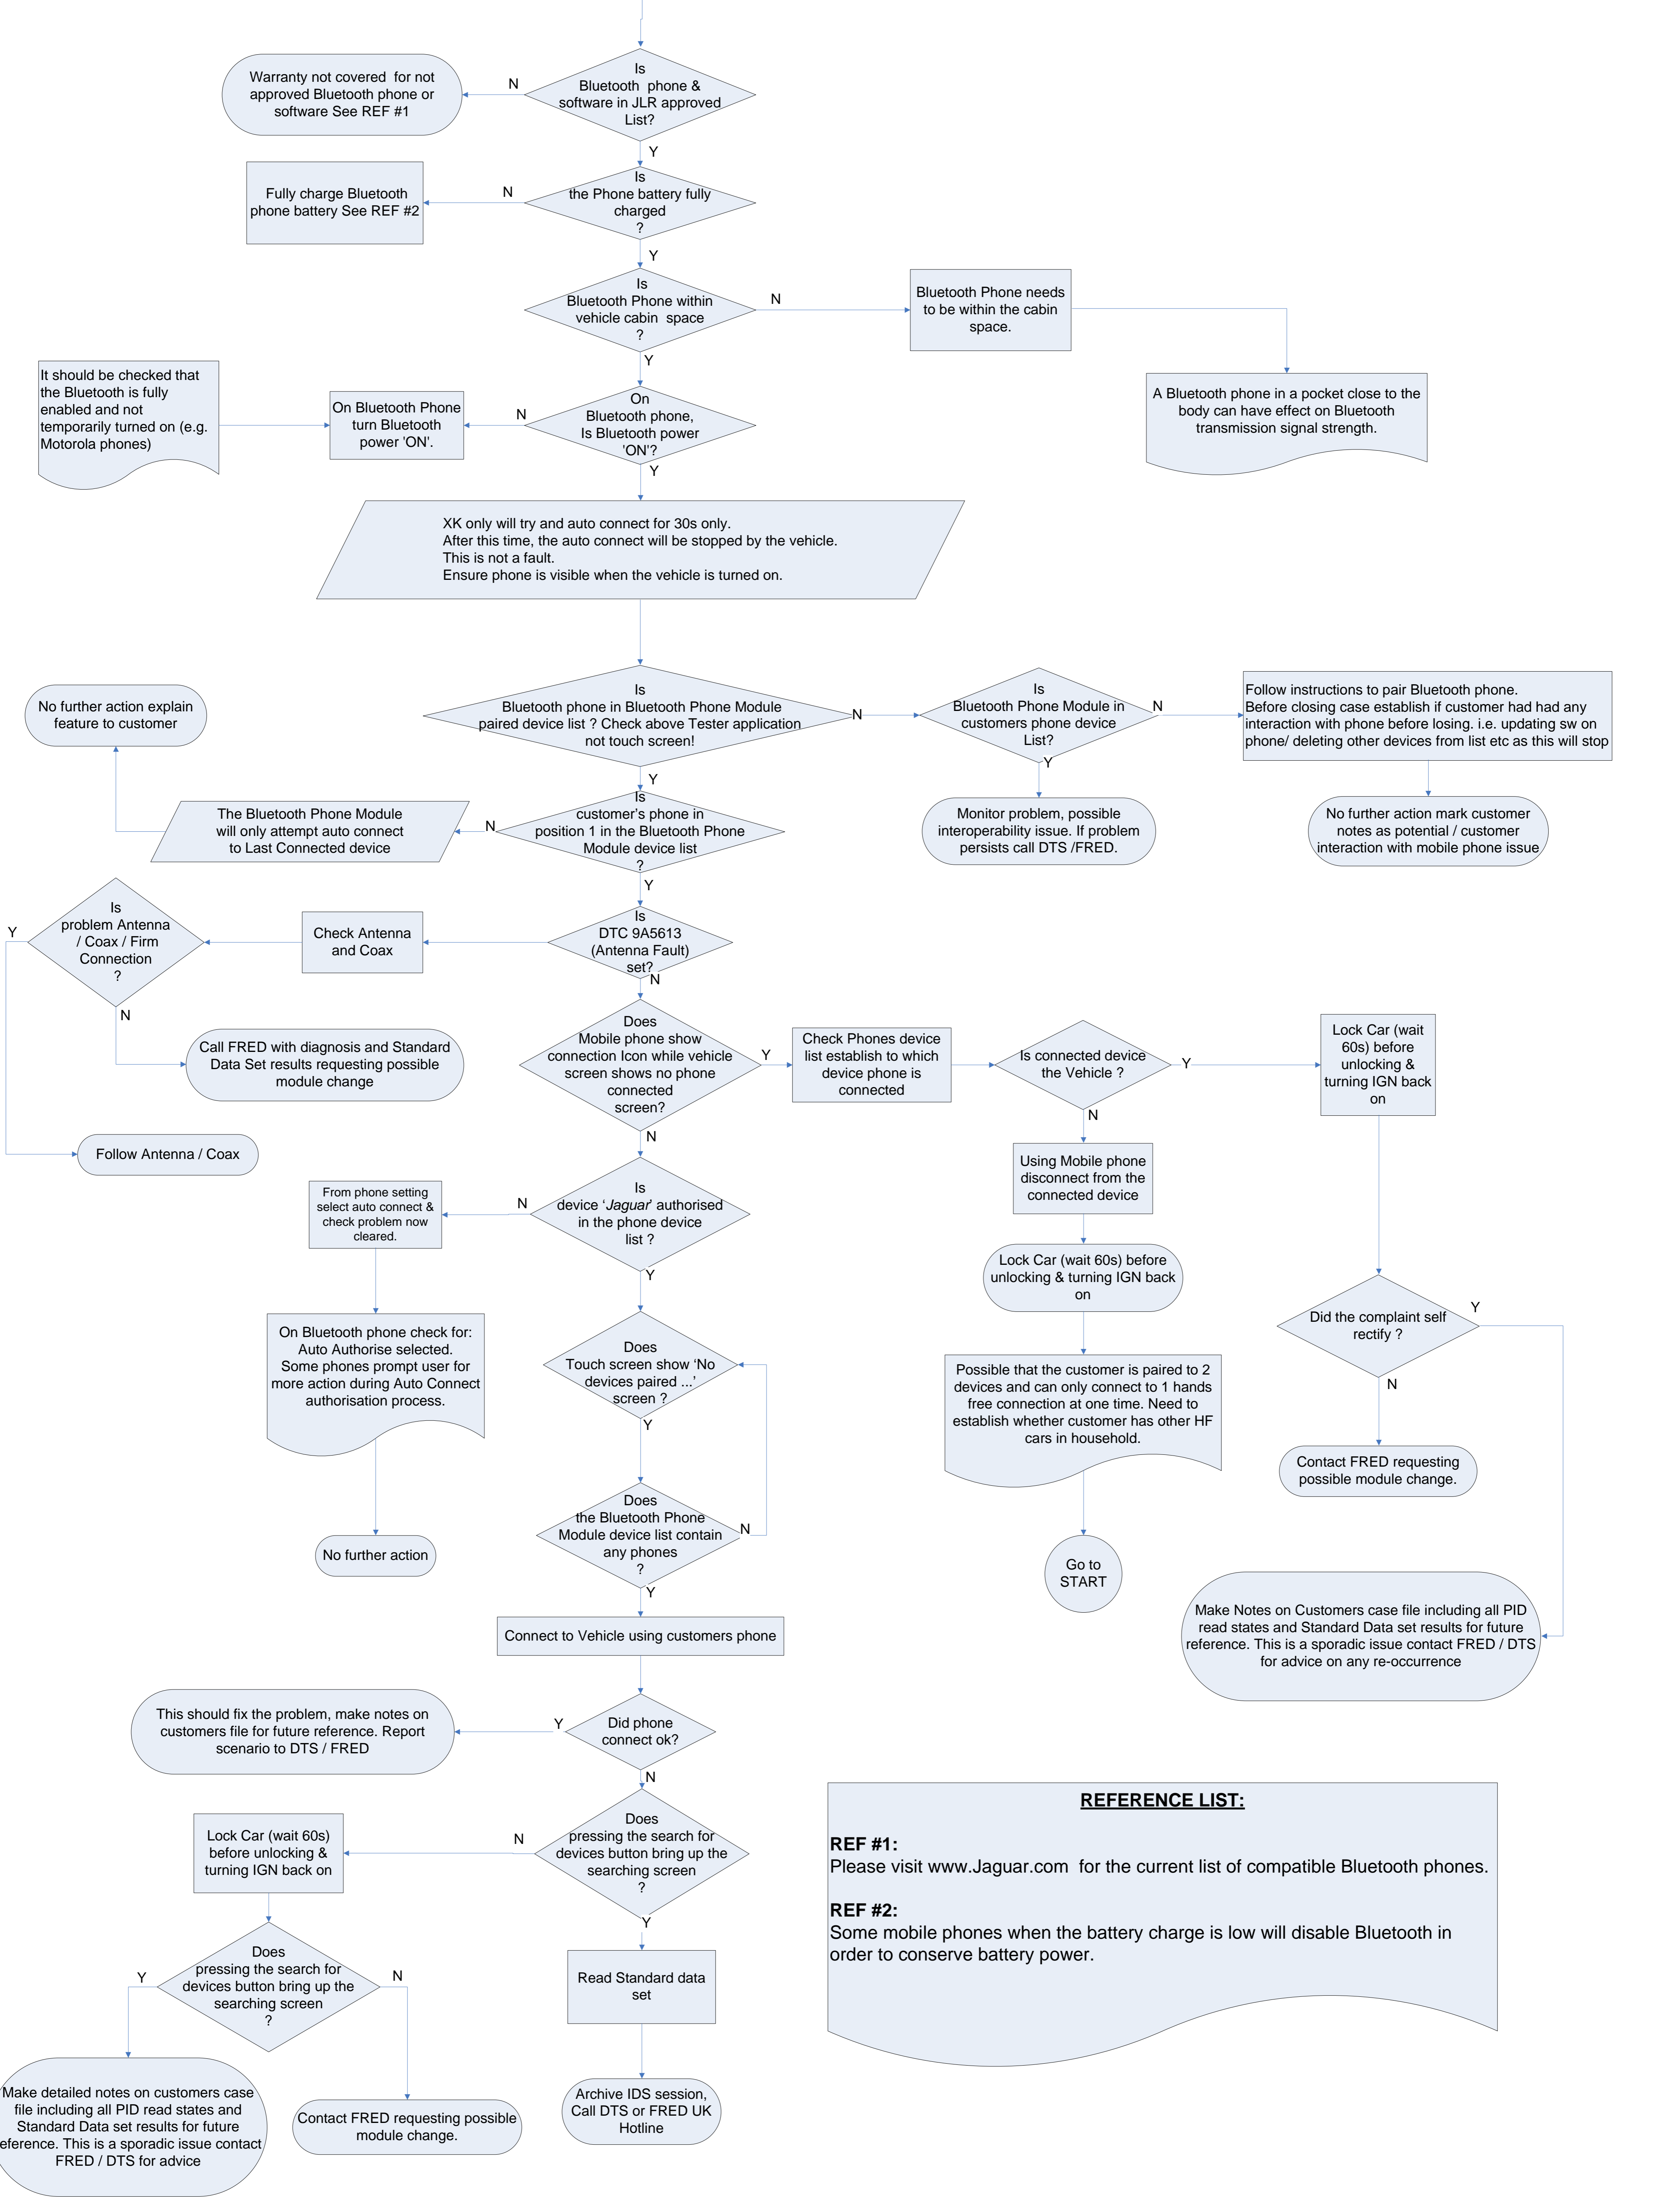 Is
Bluetooth phone &
software in JLR approved
List?
N
Warranty not covered for not
approved Bluetooth phone or
software See REF #1
Y
Is
the Phone battery fully
charged
?
N
Fully charge Bluetooth
phone battery See REF #2
Y
Is
Bluetooth Phone within
vehicle cabin space
?
N
Bluetooth Phone needs
to be within the cabin
space.
A Bluetooth phone in a pocket close to the
body can have effect on Bluetooth
transmission signal strength.
Y
On
Bluetooth phone,
Is Bluetooth power
'ON'?
N
On Bluetooth Phone
turn Bluetooth
power 'ON'.
It should be checked that
the Bluetooth is fully
enabled and not
temporarily turned on (e.g.
Motorola phones)
Y
XK only will try and auto connect for 30s only.
After this time, the auto connect will be stopped by the vehicle.
This is not a fault.
Ensure phone is visible when the vehicle is turned on.
Is
Bluetooth phone in Bluetooth Phone Module
paired device list ? Check above Tester application
not touch screen!
N
Is
Bluetooth Phone Module in
customers phone device
List?
N
Follow instructions to pair Bluetooth phone.
Before closing case establish if customer had had any
interaction with phone before losing. i.e. updating sw on
phone/ deleting other devices from list etc as this will stop
No further action mark customer
notes as potential / customer
interaction with mobile phone issue
Y
Monitor problem, possible
interoperability issue. If problem
persists call DTS /FRED.
Y
Is
customer's phone in
position 1 in the Bluetooth Phone
Module device list
?
N
The Bluetooth Phone Module
will only attempt auto connect
to Last Connected device
No further action explain
feature to customer
Y
Is
DTC 9A5613
(Antenna Fault)
set?
Check Antenna
and Coax
Is
problem Antenna
/ Coax / Firm
Connection
?
Y
N
Call FRED with diagnosis and Standard
Data Set results requesting possible
module change
Follow Antenna / Coax
N
Does
Mobile phone show
connection Icon while vehicle
screen shows no phone
connected
screen?
Y
Check Phones device
list establish to which
device phone is
connected
Is connected device
the Vehicle ?
Y
Lock Car (wait
60s) before
unlocking &
turning IGN back
on
N
Using Mobile phone
disconnect from the
connected device
Lock Car (wait 60s) before
unlocking & turning IGN back
on
Possible that the customer is paired to 2
devices and can only connect to 1 hands
free connection at one time. Need to
establish whether customer has other HF
cars in household.
Go to
START
Did the complaint self
rectify ?
Y
N
Contact FRED requesting
possible module change.
Make Notes on Customers case file including all PID
read states and Standard Data set results for future
reference. This is a sporadic issue contact FRED / DTS
for advice on any re-occurrence
N
Is
device ‘Jaguar’ authorised
in the phone device
list ?
N
From phone setting
select auto connect &
check problem now
cleared.
On Bluetooth phone check for:
Auto Authorise selected.
Some phones prompt user for
more action during Auto Connect
authorisation process.
No further action
Y
Does
Touch screen show ‘No
devices paired ...’
screen ?
Y
Does
the Bluetooth Phone
Module device list contain
any phones
?
N
Y
Connect to Vehicle using customers phone
Did phone
connect ok?
Y
This should fix the problem, make notes on
customers file for future reference. Report
scenario to DTS / FRED
N
Does
pressing the search for
devices button bring up the
searching screen
?
N
Lock Car (wait 60s)
before unlocking &
turning IGN back on
Does
pressing the search for
devices button bring up the
searching screen
?
Y
N
Make detailed notes on customers case
file including all PID read states and
Standard Data set results for future
eference. This is a sporadic issue contact
FRED / DTS for advice
Contact FRED requesting possible
module change.
Y
Read Standard data
set
Archive IDS session,
Call DTS or FRED UK
Hotline
REFERENCE LIST:
REF #1:
Please visit www.Jaguar.com for the current list of compatible Bluetooth phones.
REF #2:
Some mobile phones when the battery charge is low will disable Bluetooth in
order to conserve battery power.